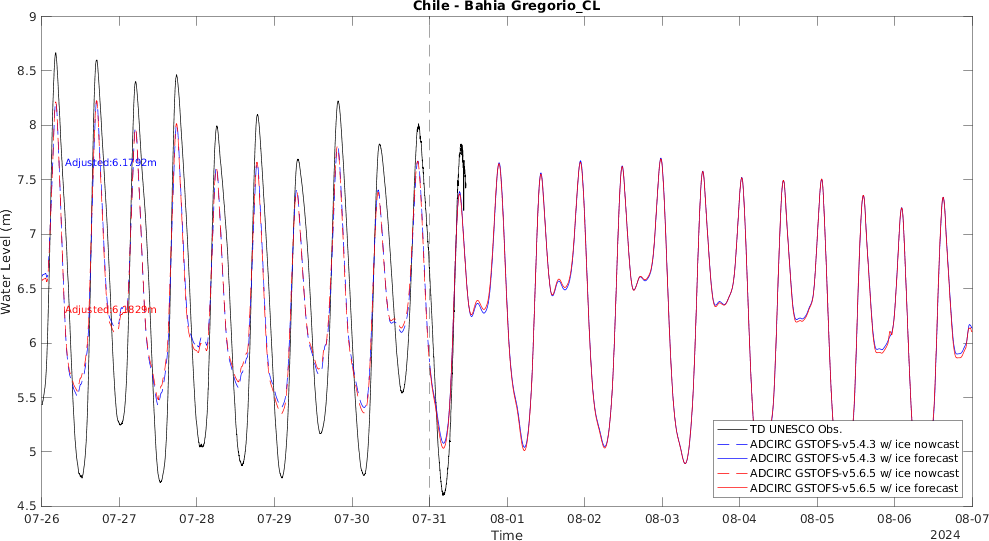 Chile - Bahia Gregorio_CL
Water Level (m)
9
8.5
8
7.5
7
6.5
6
5.5
5
4.5
Adjusted:6.1792m
Adjusted:6.1829m
TD UNESCO Obs.
ADCIRC GSTOFS-v5.4.3 w/ ice nowcast
ADCIRC GSTOFS-v5.4.3 w/ ice forecast
ADCIRC GSTOFS-v5.6.5 w/ ice nowcast
ADCIRC GSTOFS-v5.6.5 w/ ice forecast
07-26 07-27 07-28 07-29 07-30 07-31 08-01 08-02 08-03 08-04 08-05 08-06 08-07
Time
2024